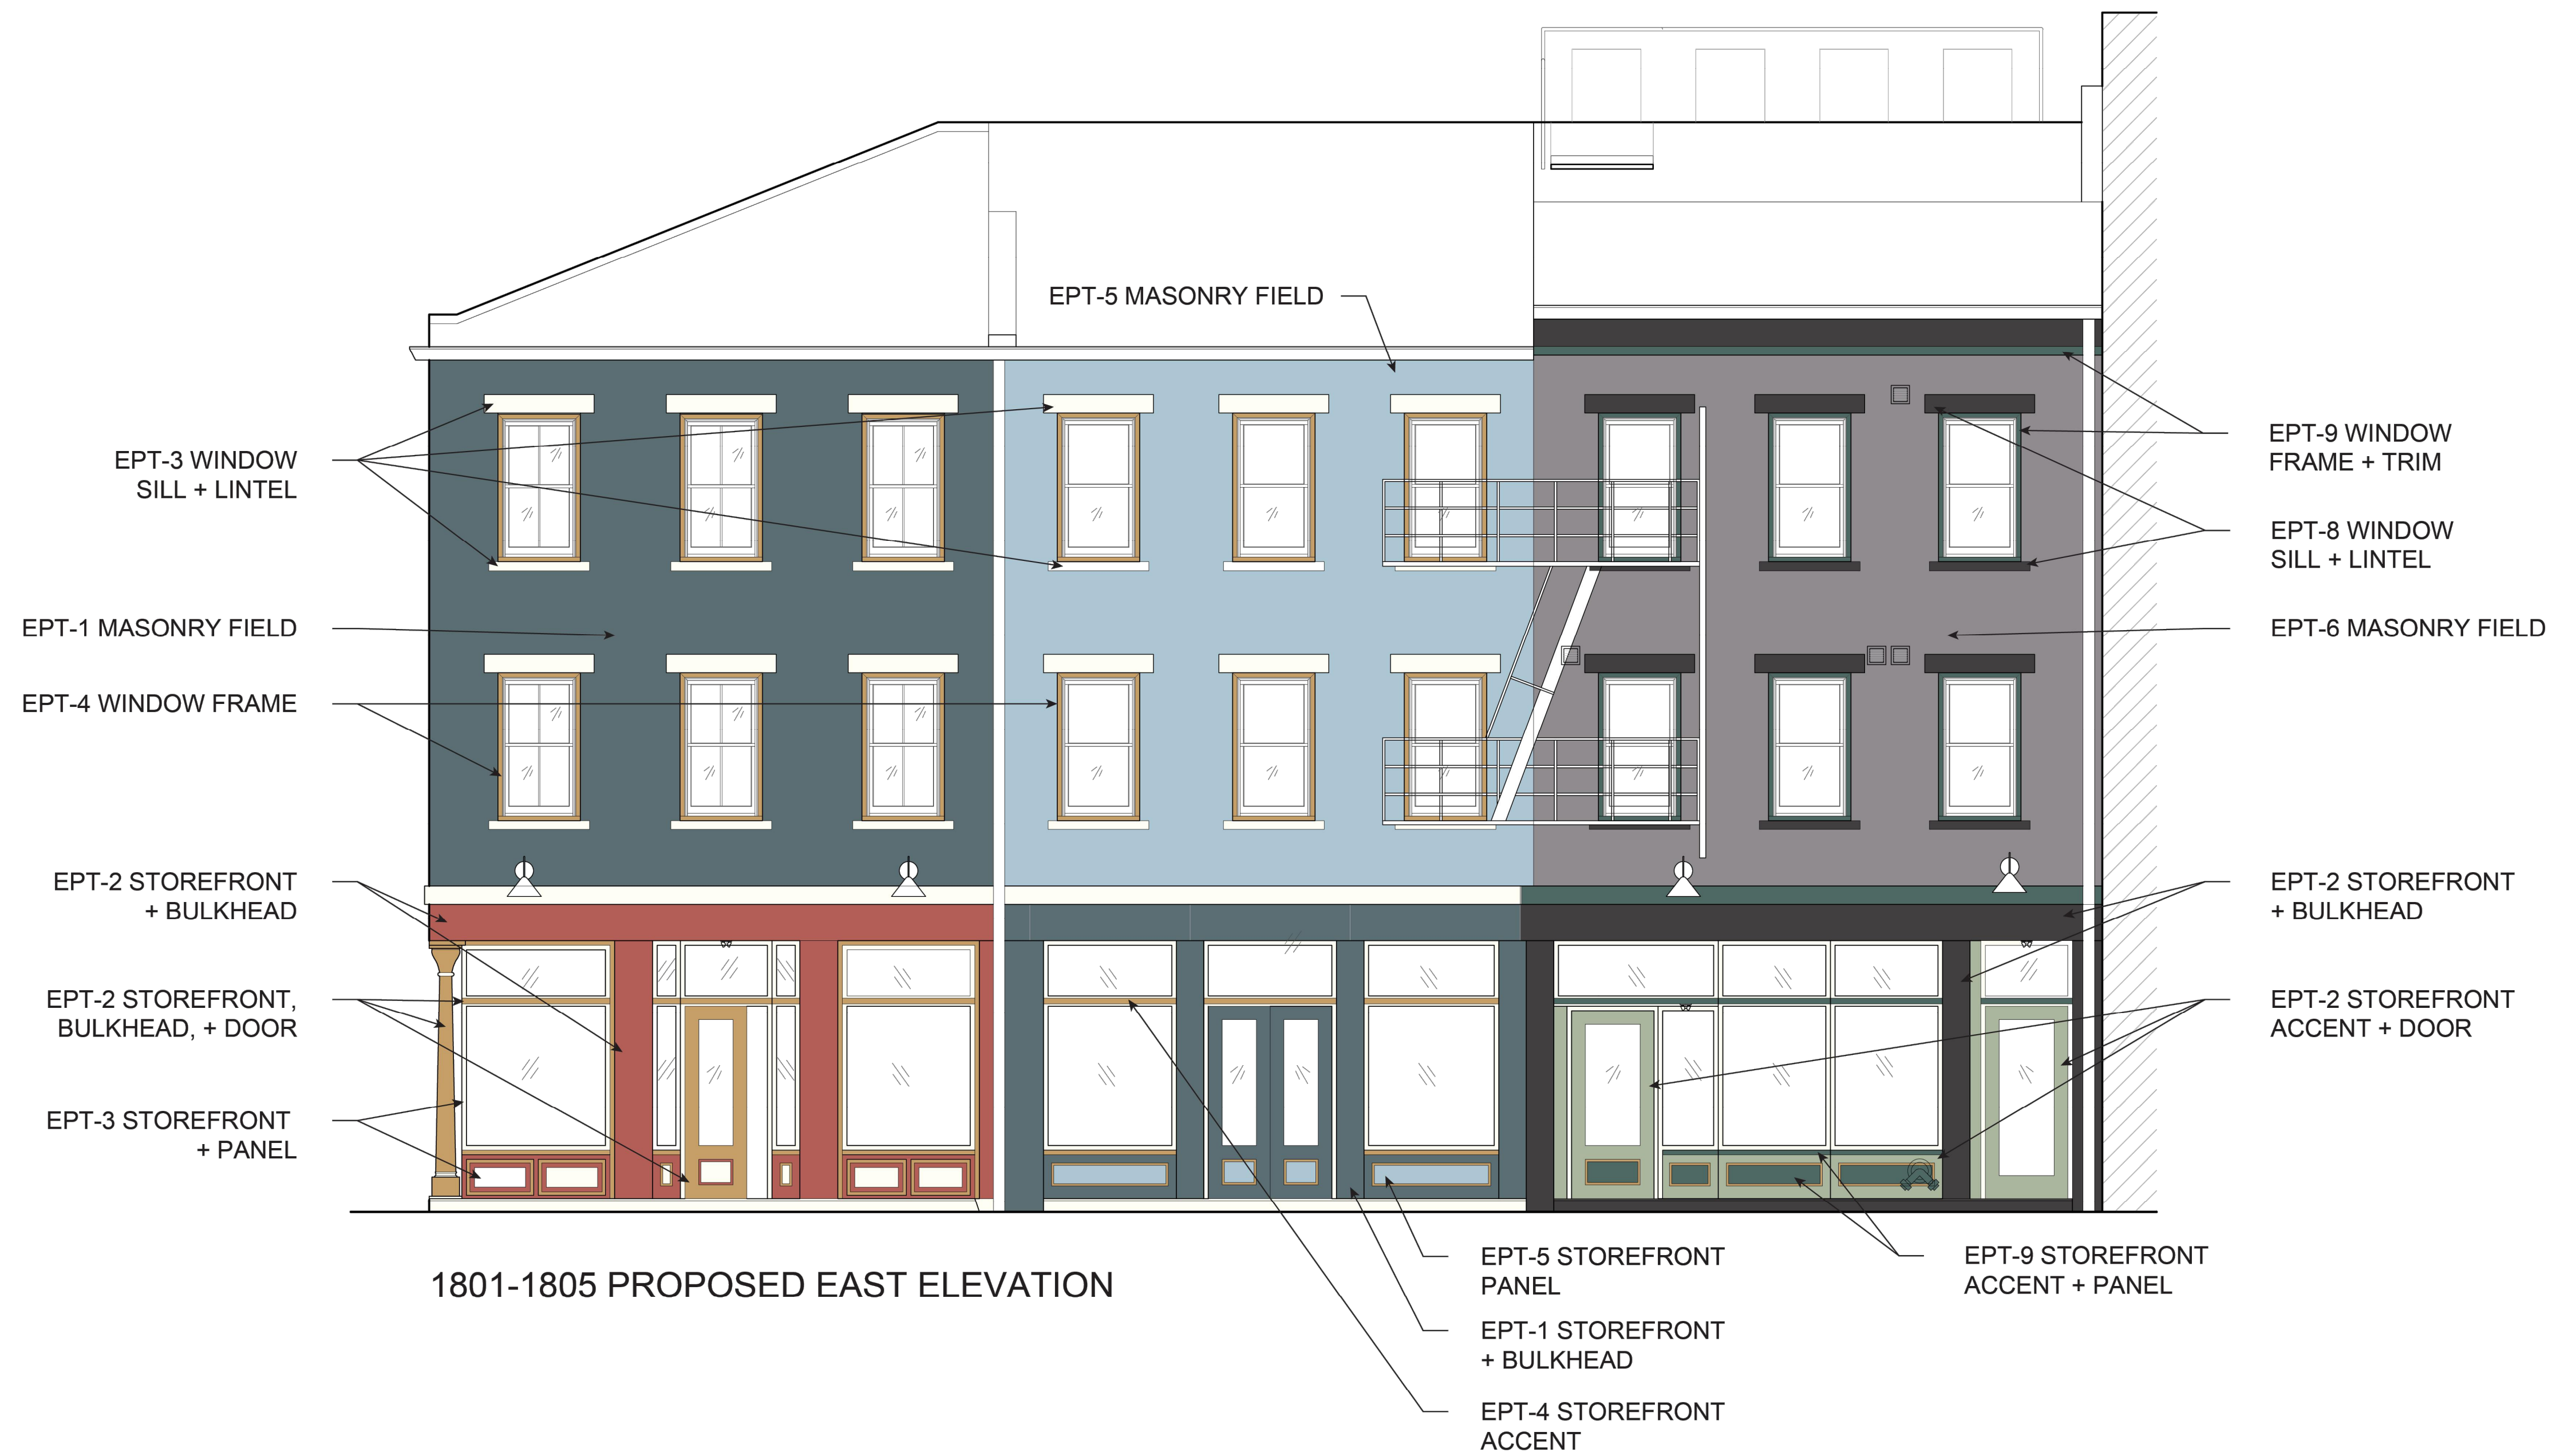 EPT-5 MASONRY FIELD
EPT-3 WINDOW
SILL + LINTEL
EPT-1 MASONRY FIELD
EPT-4 WINDOW FRAME
EPT-2 STOREFRONT
+ BULKHEAD
EPT-2 STOREFRONT,
BULKHEAD, + DOOR
EPT-3 STOREFRONT
+ PANEL
EPT-9 WINDOW
FRAME + TRIM
EPT-8 WINDOW
SILL + LINTEL
EPT-6 MASONRY FIELD
EPT-2 STOREFRONT
+ BULKHEAD
EPT-2 STOREFRONT
ACCENT + DOOR
EPT-5 STOREFRONT
PANEL
EPT-1 STOREFRONT
+ BULKHEAD
EPT-4 STOREFRONT
ACCENT
EPT-9 STOREFRONT
ACCENT + PANEL
1801-1805 PROPOSED EAST ELEVATION